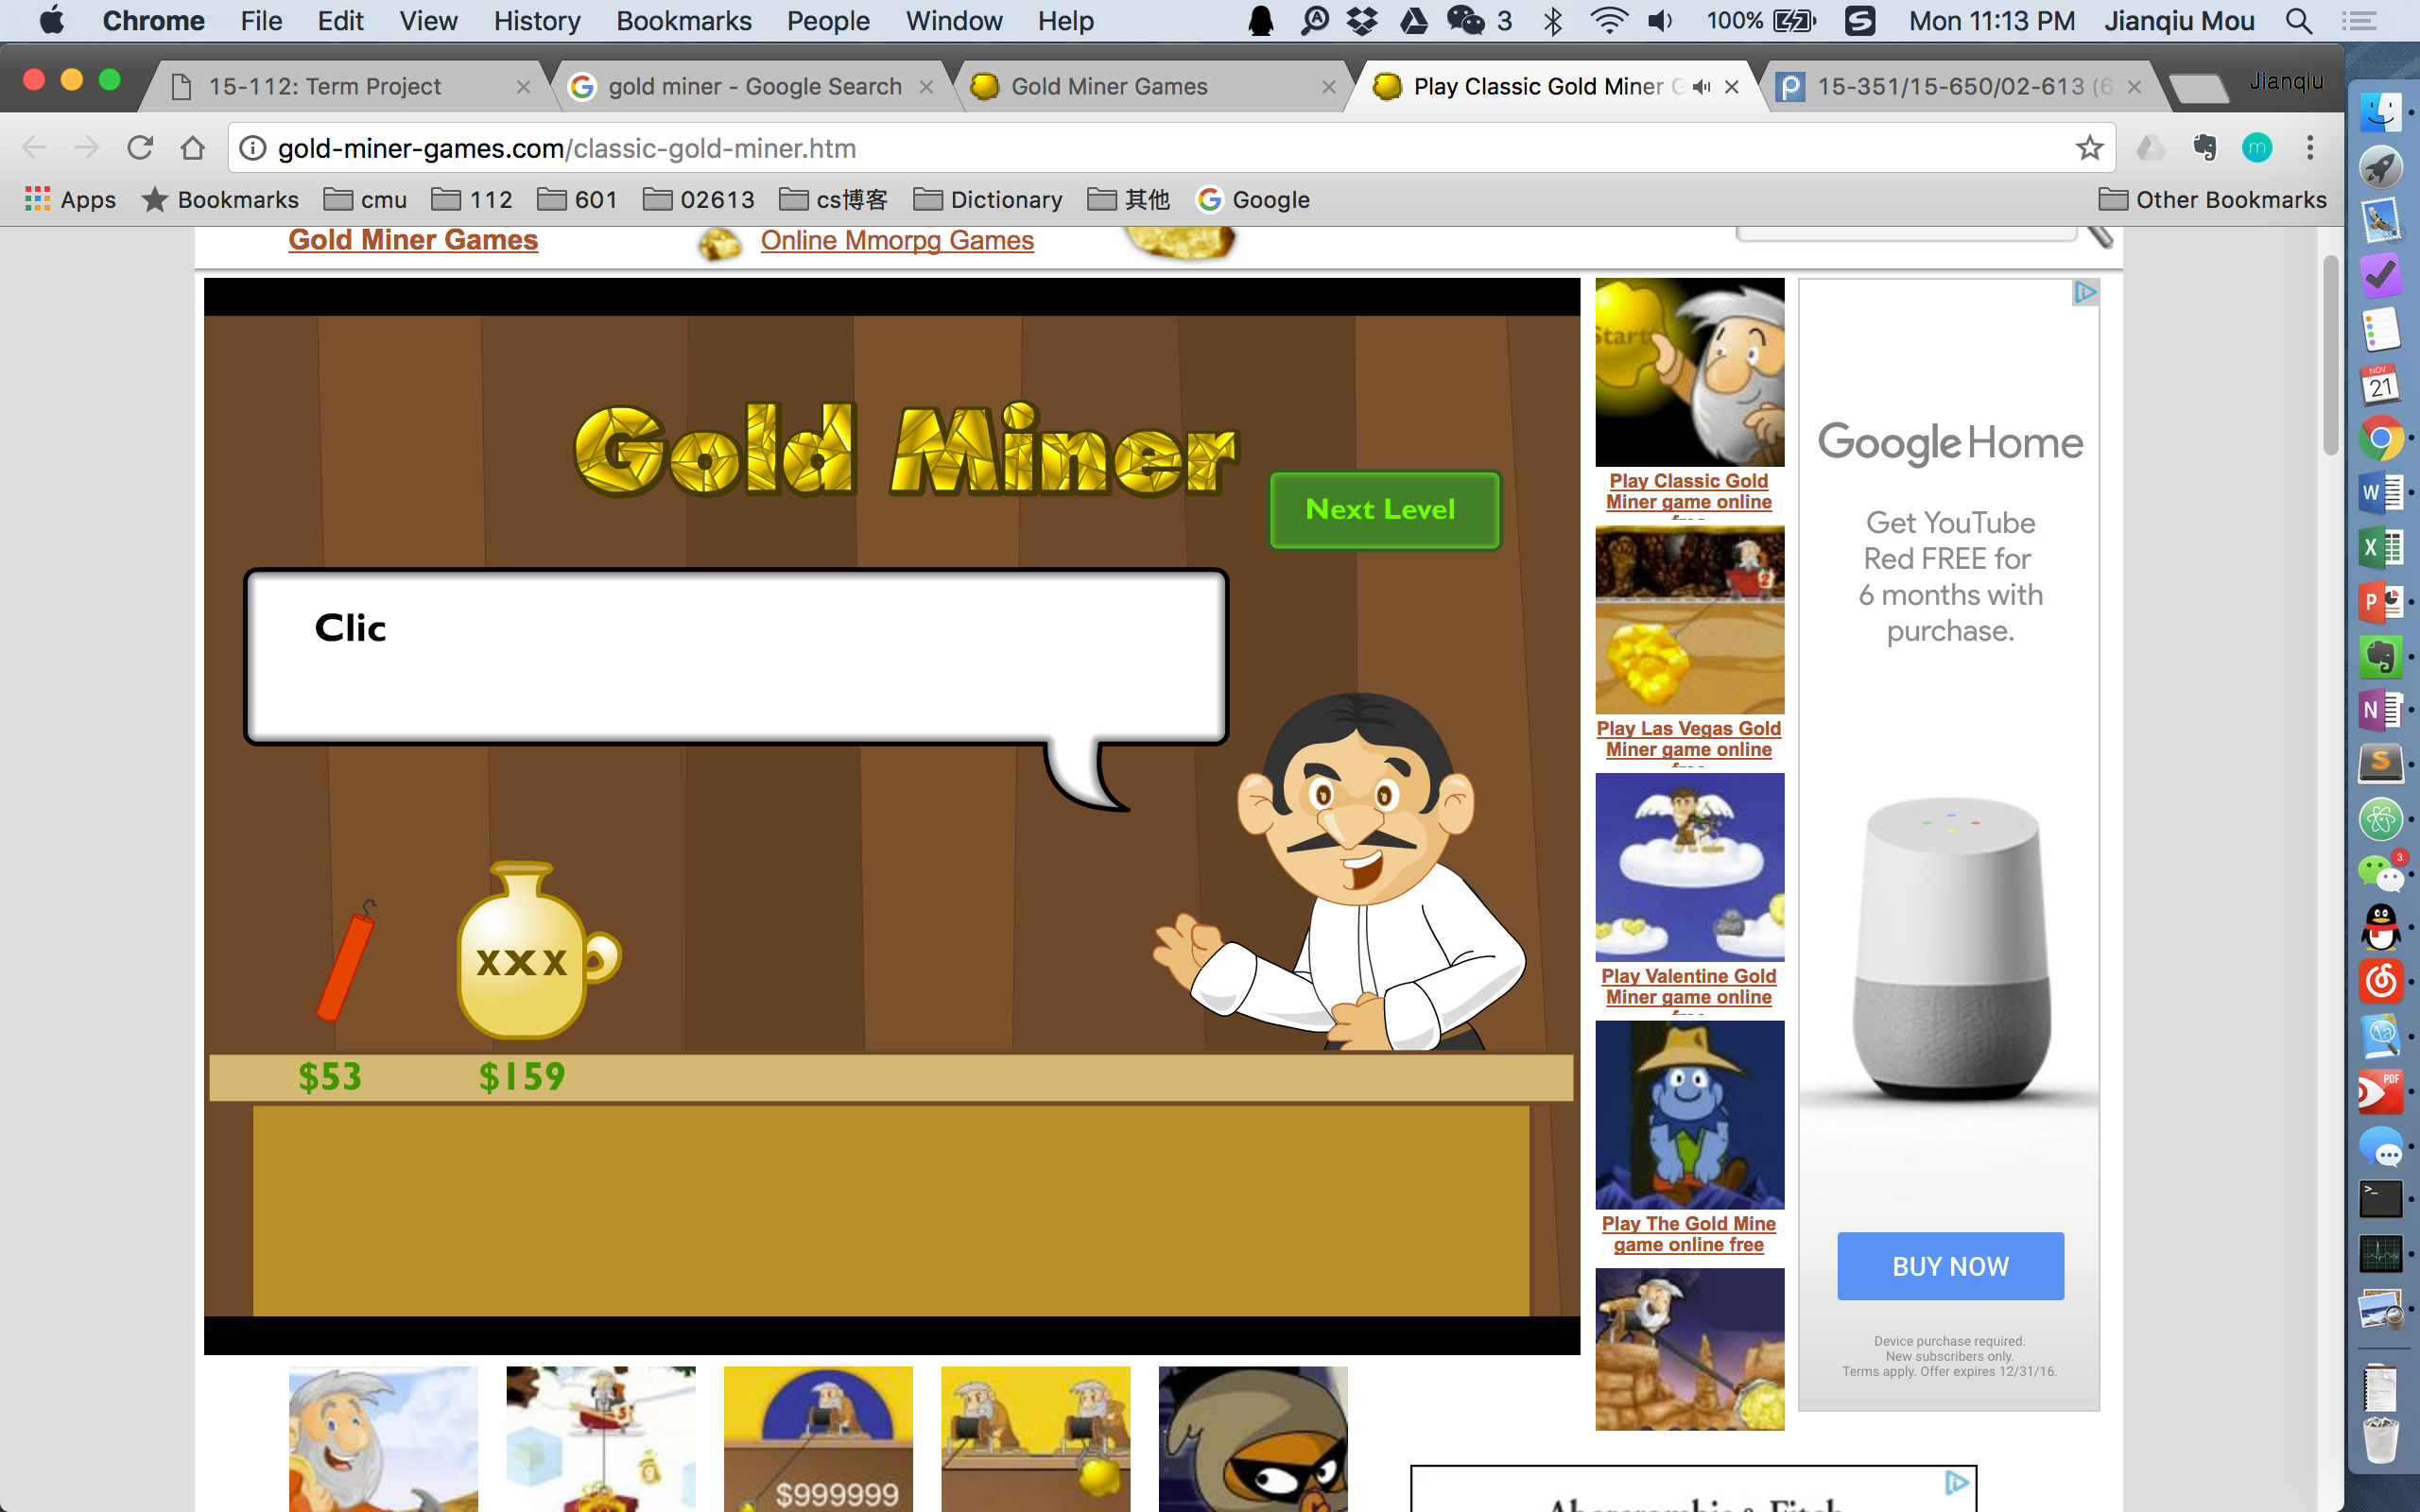 Chrome File Edit View History Bookmarks People Window Help 3 100% Mon 11:13 PM Jianqiu Mou
15-112: Term Project gold miner - Google Search Gold Miner Games Play Classic Gold Miner G 15-351/15-650/02-613 (6 Jianqiu
gold-miner-games.com/classic-gold-miner.htm m
Apps Bookmarks cmu 112 601 02613 cs博客 Dictionary 其他 Google Other Bookmarks
Gold Miner Games Online Mmorpg Games
Gold Miner
Next Level
Clic
xxx
$53 $159
Start
Play Classic Gold
Miner game online
Play Las Vegas Gold
Miner game online
Play Valentine Gold
Miner game online
Play The Gold Mine
game online free
$999999
Google Home
Get YouTube
Red FREE for
6 months with
purchase.
BUY NOW
Device purchase required.
New subscribers only.
Terms apply. Offer expires 12/31/16.
Abercrombie & Fitch
NOV
21
W
X
P
N
S
3
PDF